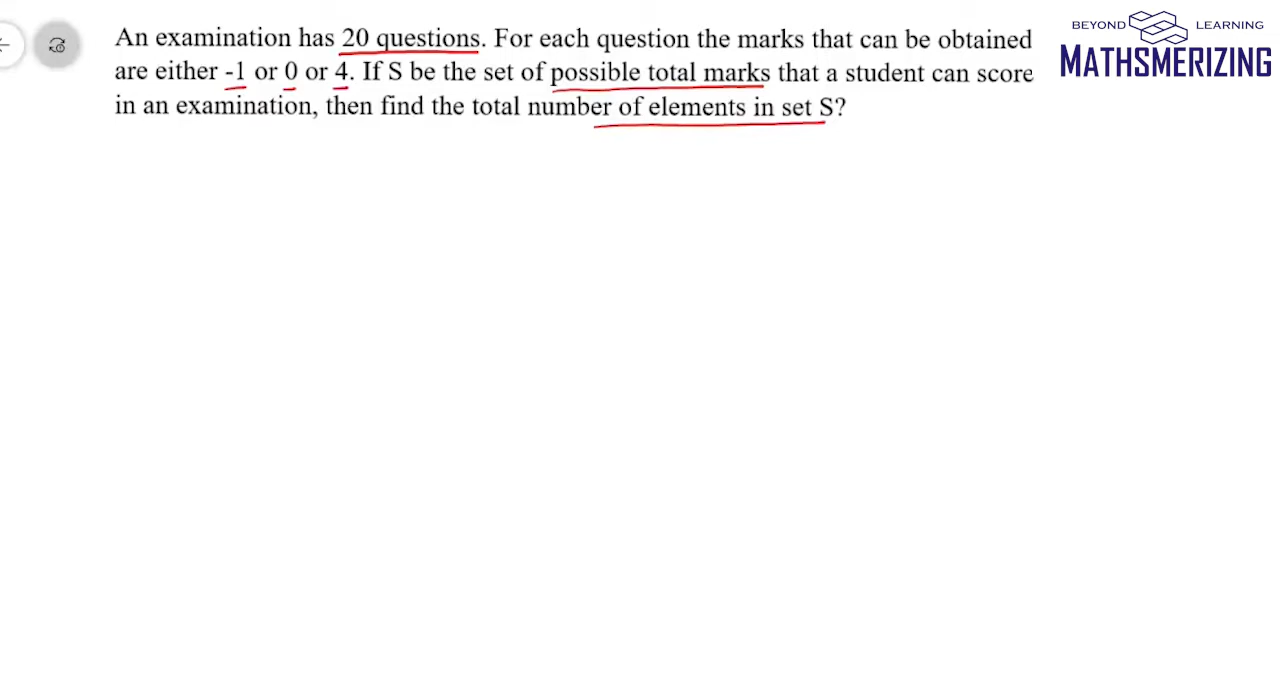 BEYOND LEARNING
MATHSMERIZING
An examination has 20 questions. For each question the marks that can be obtained
are either -1 or 0 or 4. If S be the set of possible total marks that a student can score
in an examination, then find the total number of elements in set S?